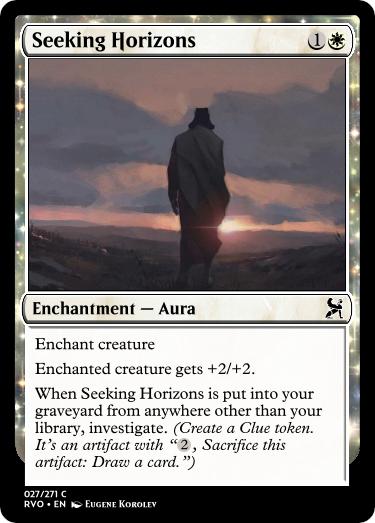 Seeking Horizons 1
Enchantment — Aura
Enchant creature
Enchanted creature gets +2/+2.
When Seeking Horizons is put into your
graveyard from anywhere other than your
library, investigate. (Create a Clue token.
It's an artifact with “2, Sacrifice this
artifact: Draw a card.”)
027/271 C
RVO • EN Eugene Korolev